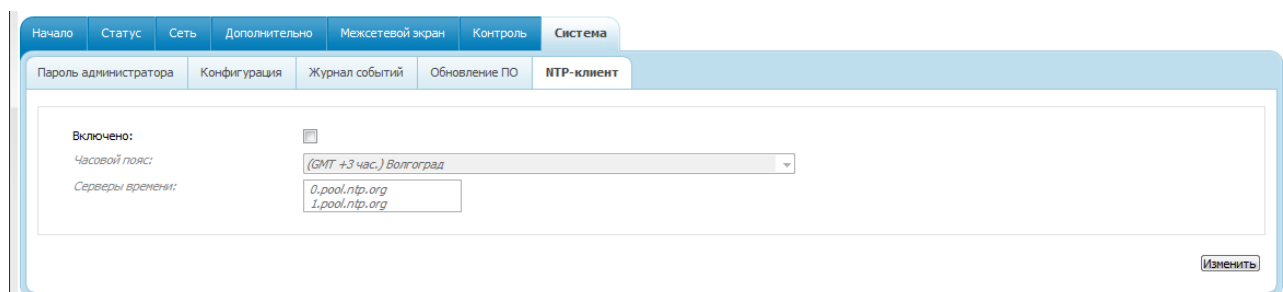 Начало Статус Сеть Дополнительно Межсетевой экран Контроль Система
Пароль администратора Конфигурация Журнал событий Обновление ПО NTP-клиент
Включено:
Часовой пояс: (GMT +3 час.) Волгоград
Серверы времени: 0.pool.ntp.org
1.pool.ntp.org
Изменить